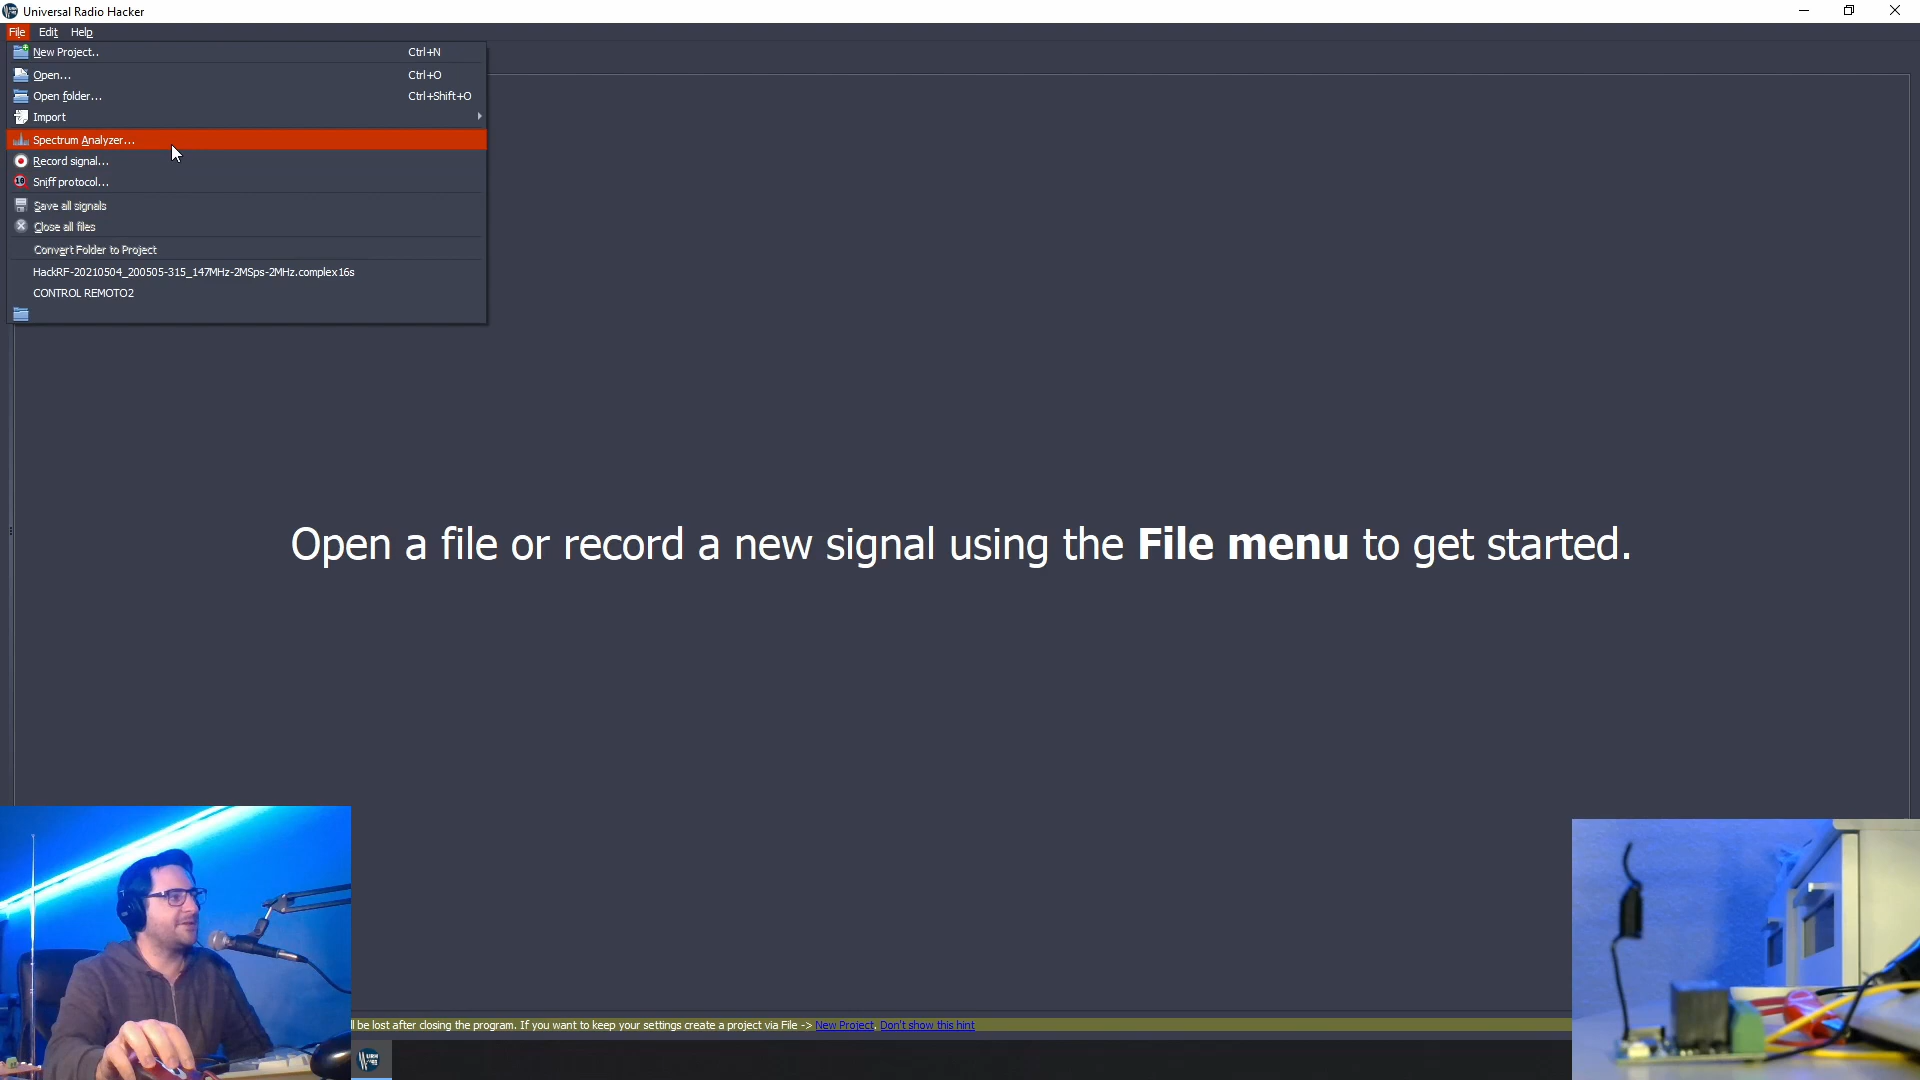 Universal Radio Hacker
File Edit Help
New Project.. Ctrl+N
Open... Ctrl+O
Open folder... Ctrl+Shift+O
Import
Spectrum Analyzer...
Record signal...
Sniff protocol...
Save all signals
Close all files
Convert Folder to Project
HackRF-20210504_200505-315_147MHz-2MSps-2MHz.complex16s
CONTROL REMOTO2
Open a file or record a new signal using the File menu to get started.
be lost after closing the program. If you want to keep your settings create a project via File -> New Project. Don't show this hint